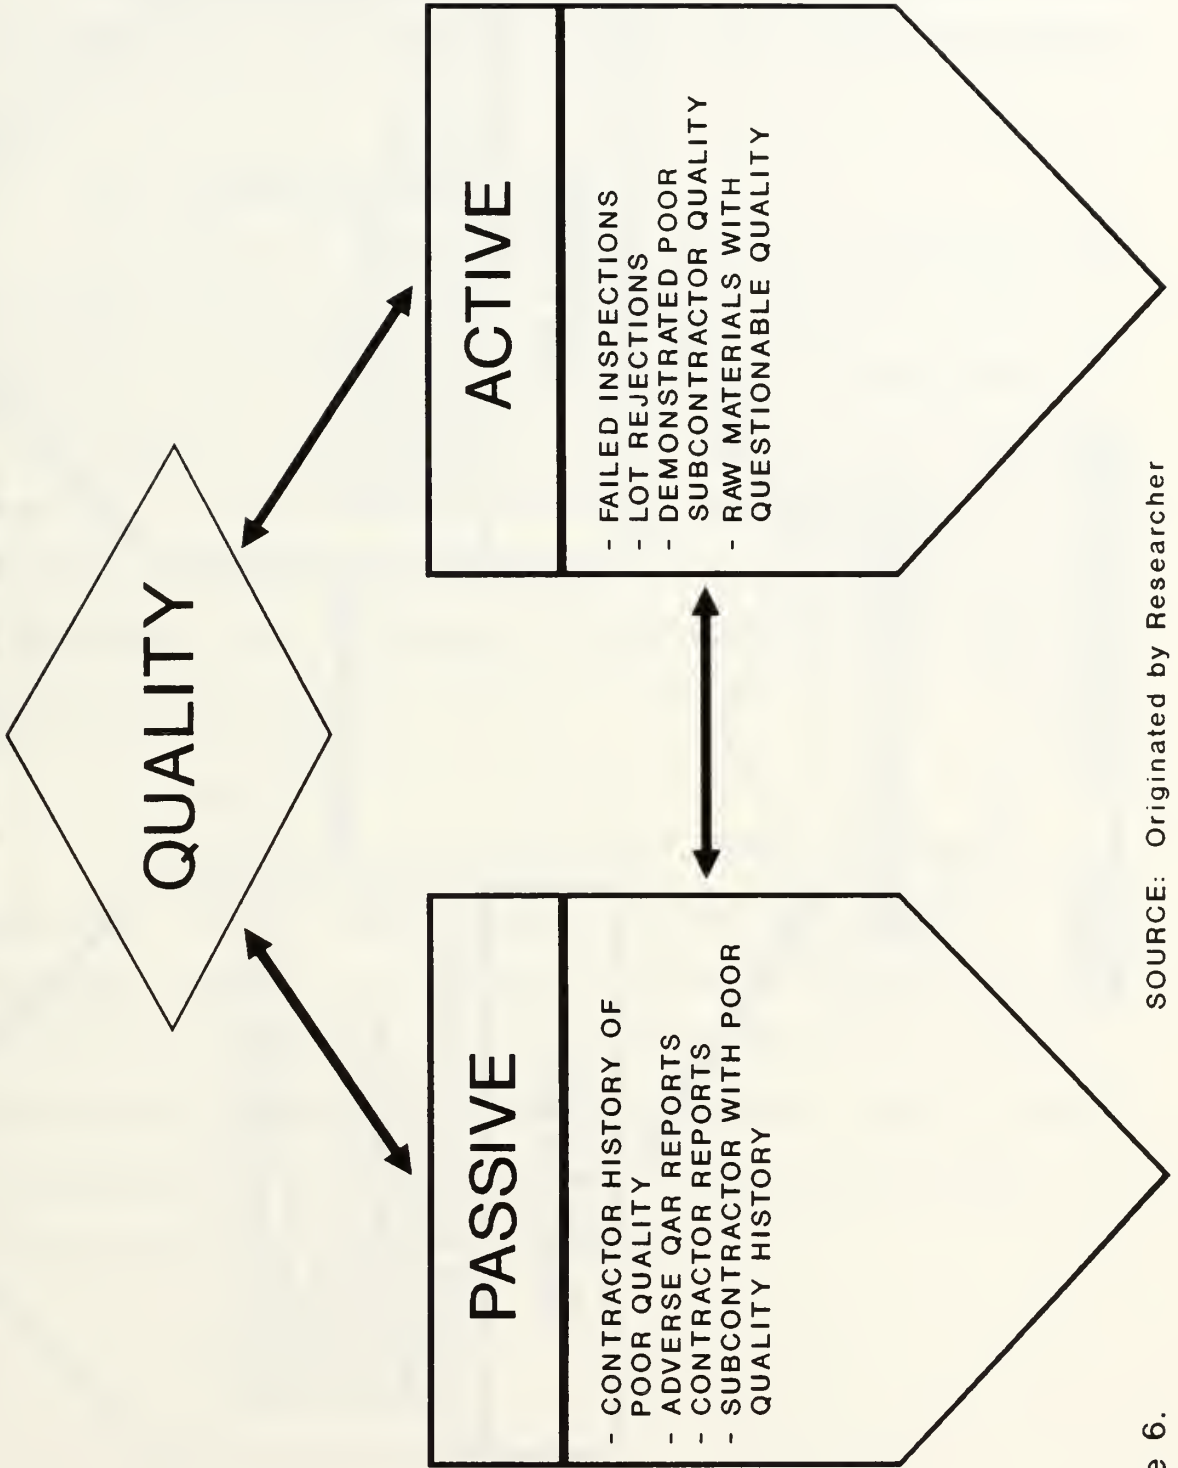 QUALITY
PASSIVE
- CONTRACTOR HISTORY OF
POOR QUALITY
- ADVERSE QAR REPORTS
- CONTRACTOR REPORTS
- SUBCONTRACTOR WITH POOR
QUALITY HISTORY
ACTIVE
- FAILED INSPECTIONS
- LOT REJECTIONS
- DEMONSTRATED POOR
SUBCONTRACTOR QUALITY
- RAW MATERIALS WITH
QUESTIONABLE QUALITY
e 6.
SOURCE: Originated by Researcher